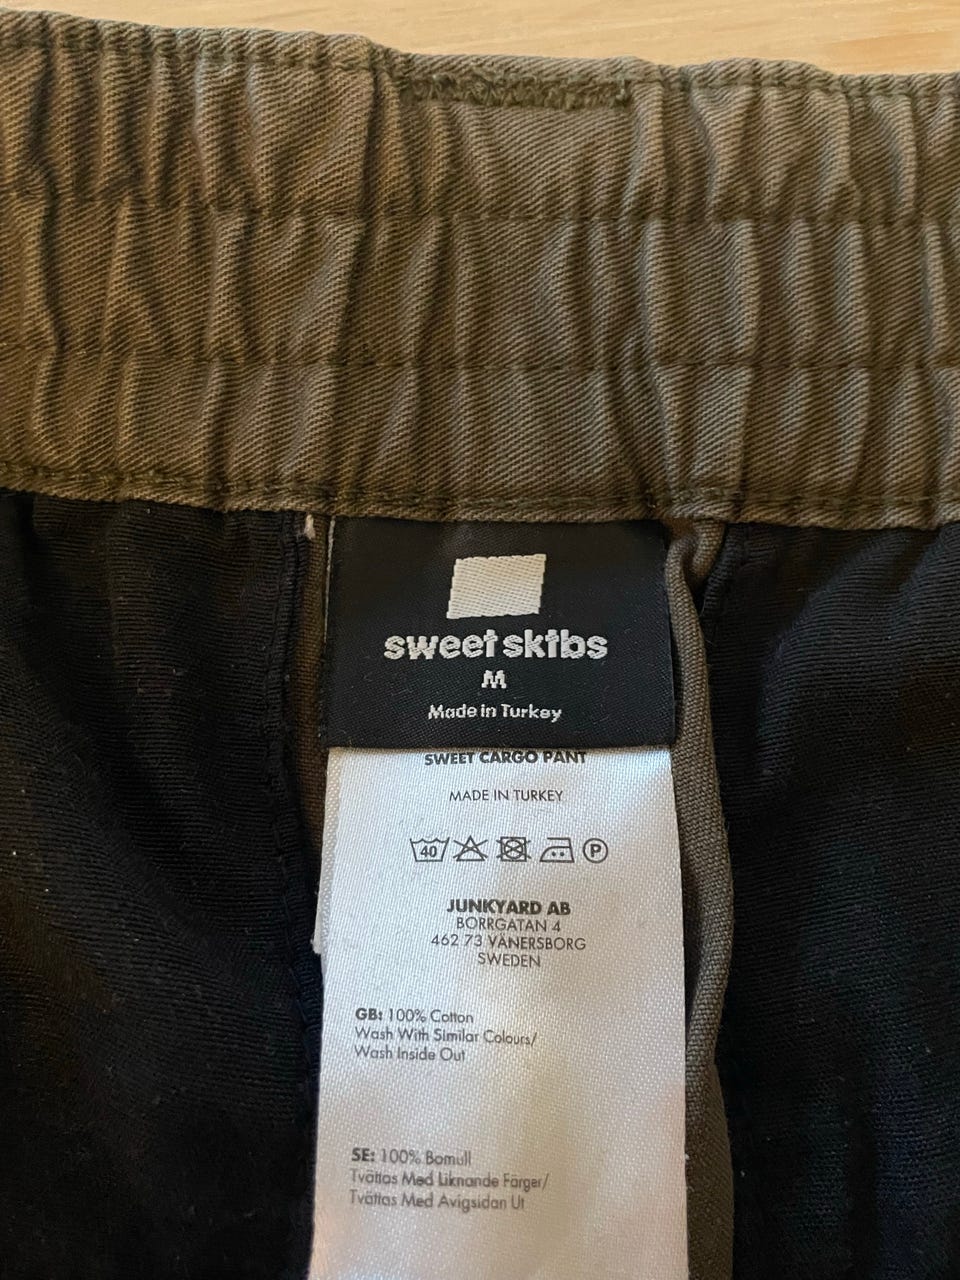 sweet sktbs
M
Made in Turkey
SWEET CARGO PANT
MADE IN TURKEY
40 P
JUNKYARD AB
BORRGATAN 4
462 73 VÄNERSBORG
SWEDEN
GB: 100% Cotton
Wash With Similar Colours/
Wash Inside Out
SE: 100% Bomull
Tvättas Med Liknande Färger/
Tvättas Med Avigsidan Ut